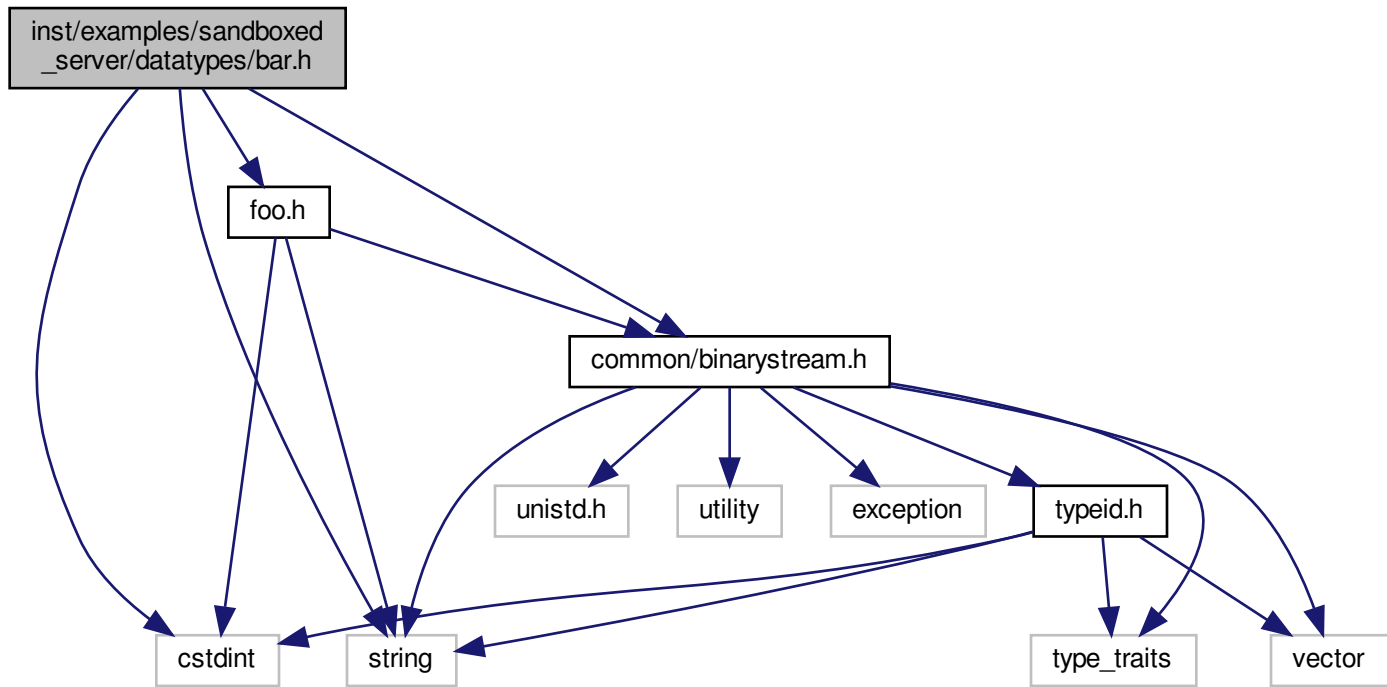 inst/examples/sandboxed
_server/datatypes/bar.h
foo.h
common/binarystream.h
unistd.h
utility
exception
typeid.h
cstdint
string
type_traits
vector